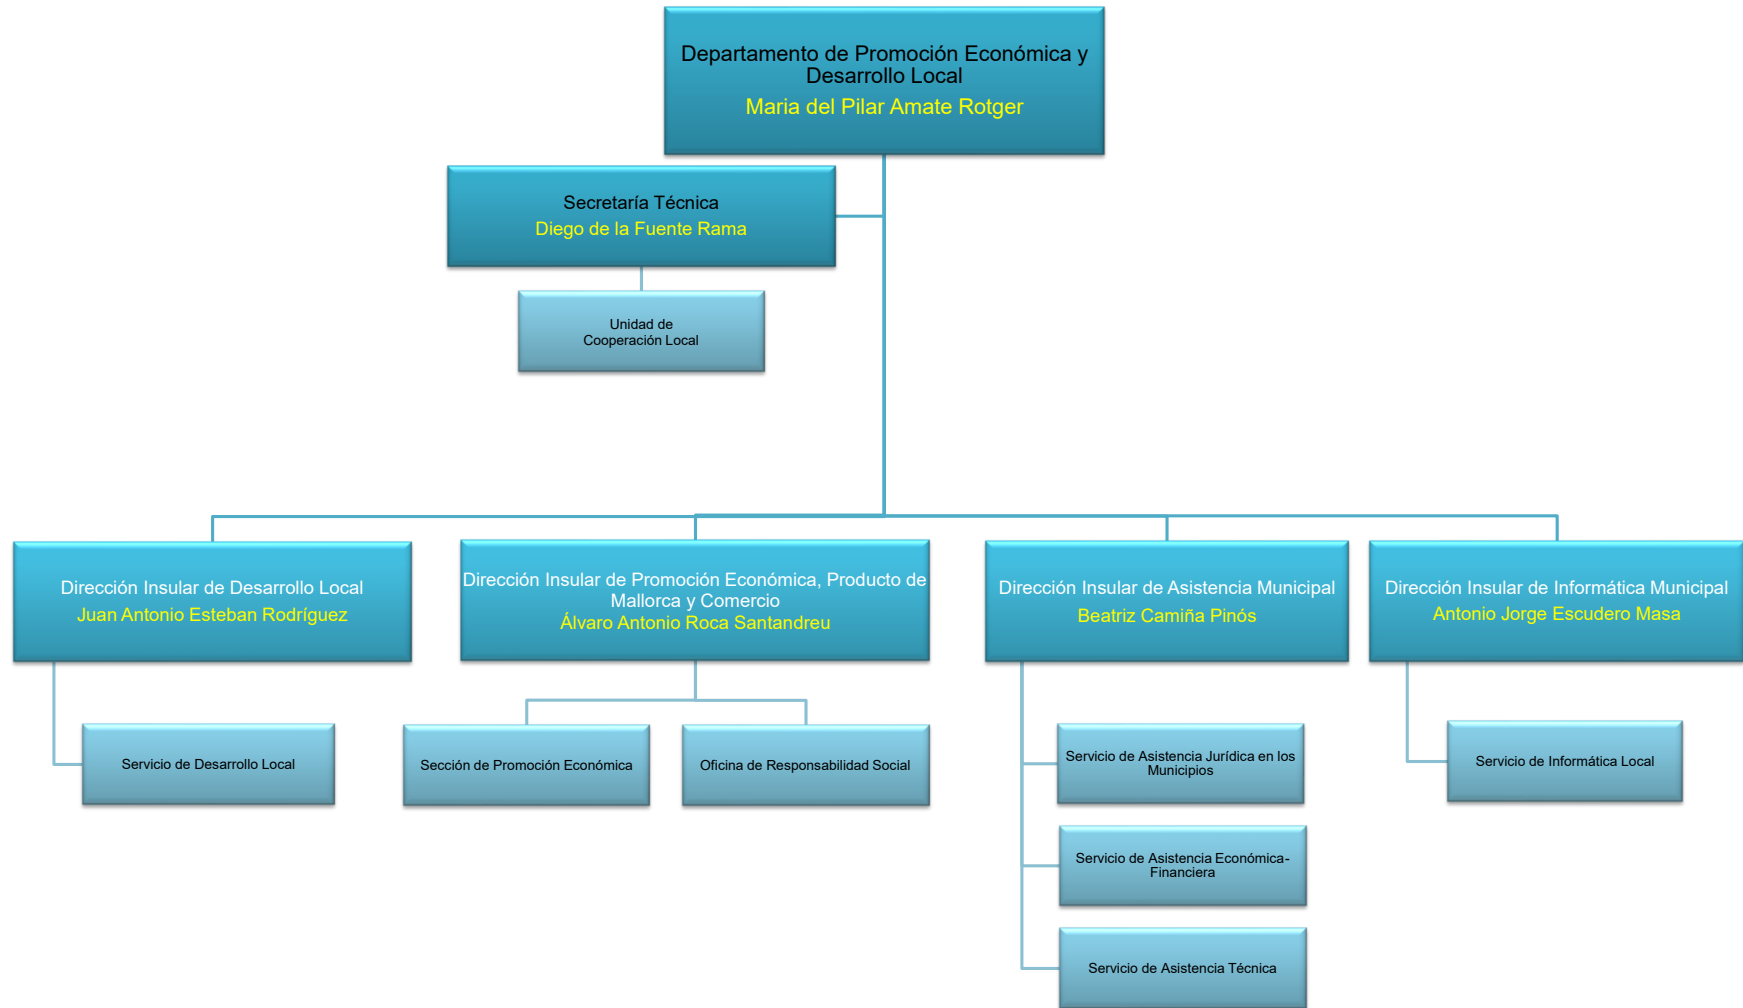 Departamento de Promoción Económica y
Desarrollo Local
Maria del Pilar Amate Rotger
Secretaría Técnica
Diego de la Fuente Rama
Unidad de
Cooperación Local
Dirección Insular de Desarrollo Local
Juan Antonio Esteban Rodríguez
Dirección Insular de Promoción Económica, Producto de
Mallorca y Comercio
Álvaro Antonio Roca Santandreu
Dirección Insular de Asistencia Municipal
Beatriz Camiña Pinós
Dirección Insular de Informática Municipal
Antonio Jorge Escudero Masa
Servicio de Desarrollo Local
Sección de Promoción Económica
Oficina de Responsabilidad Social
Servicio de Asistencia Jurídica en los
Municipios
Servicio de Informática Local
Servicio de Asistencia Económica-
Financiera
Servicio de Asistencia Técnica